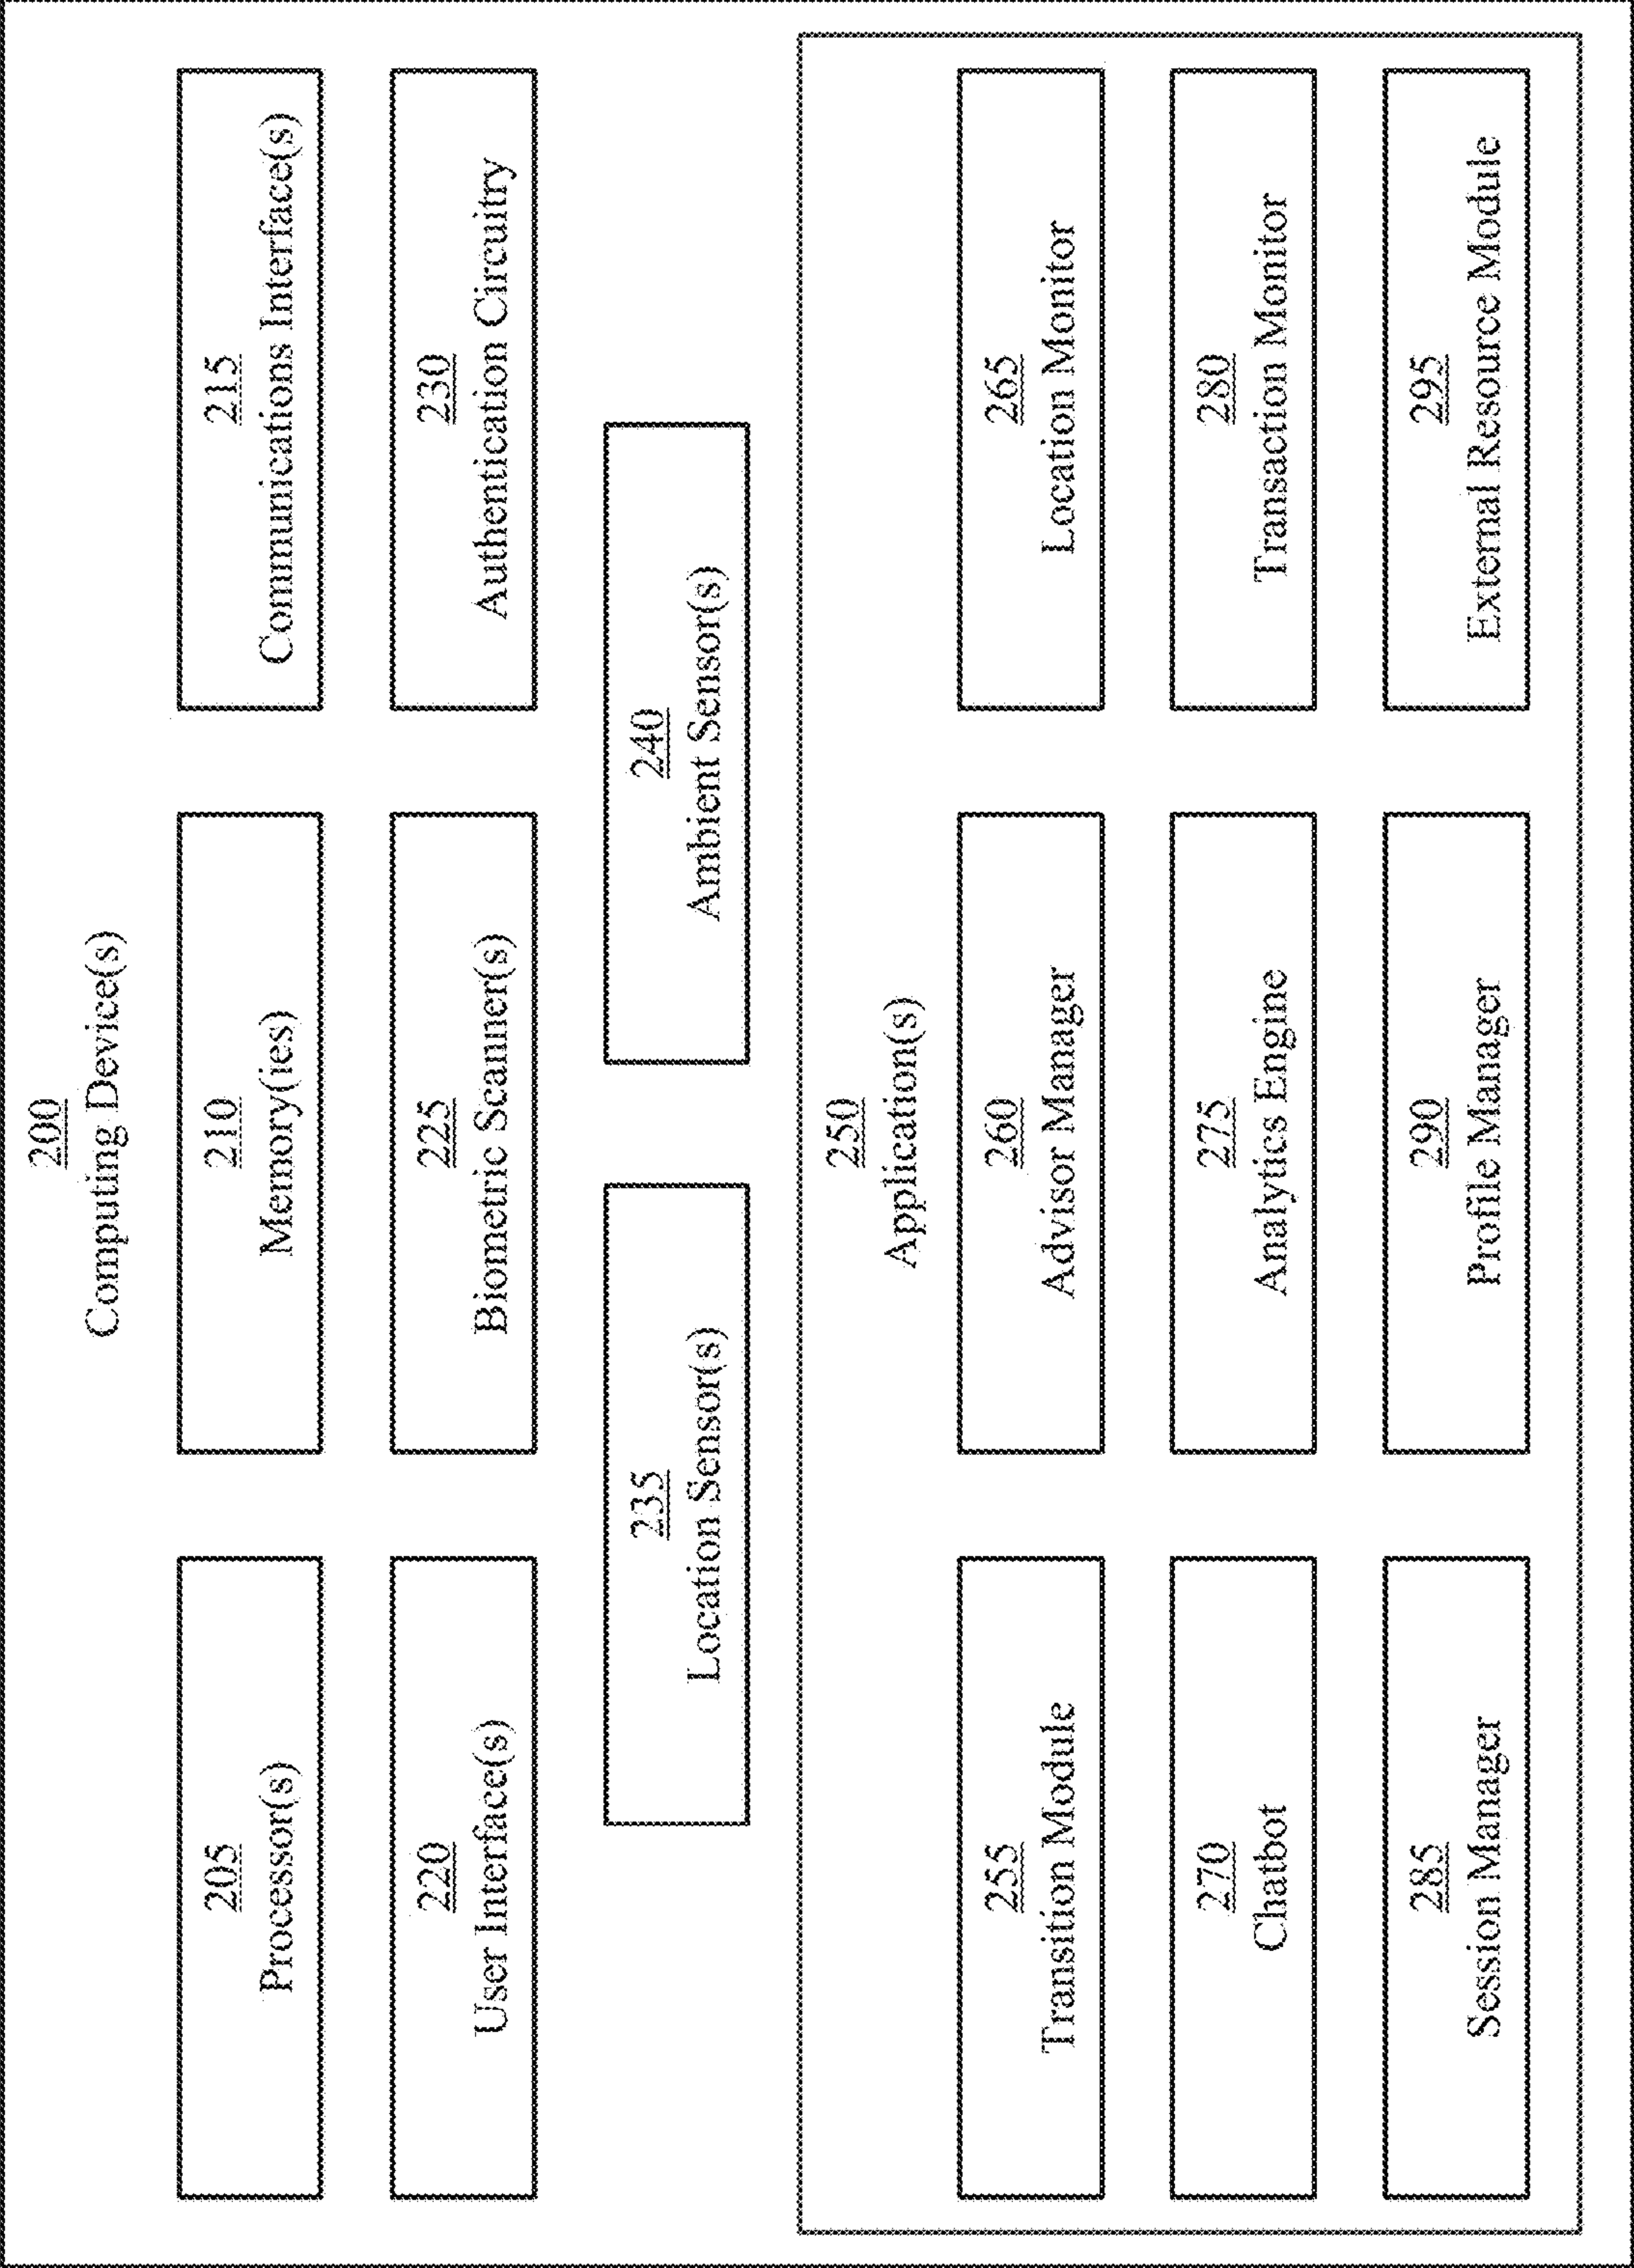 200
Computing Device(s)
205
Processor(s)
210
Memory(ies)
215
Communications Interface(s)
220
User Interface(s)
225
Biometric Scanner(s)
230
Authentication Circuitry
235
Location Sensor(s)
240
Ambient Sensor(s)
250
Application(s)
255
Transition Module
260
Advisor Manager
265
Location Monitor
270
Chatbot
275
Analytics Engine
280
Transaction Monitor
285
Session Manager
290
Profile Manager
295
External Resource Module